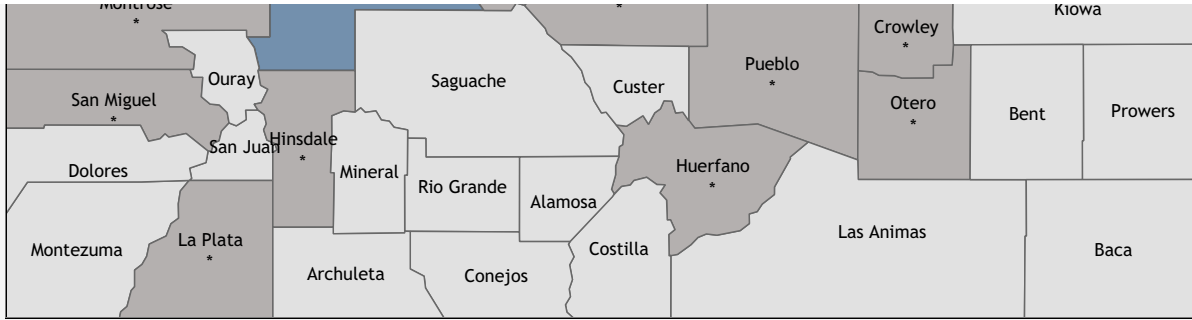 Montrose
*
*
Kiowa
Crowley
*
Pueblo
*
Ouray
Saguache
Custer
San Miguel
*
Otero
*
Bent
Prowers
San Juan
Hinsdale
*
Dolores
Mineral
Huerfano
*
Rio Grande
Alamosa
Montezuma
La Plata
*
Las Animas
Costilla
Baca
Archuleta
Conejos